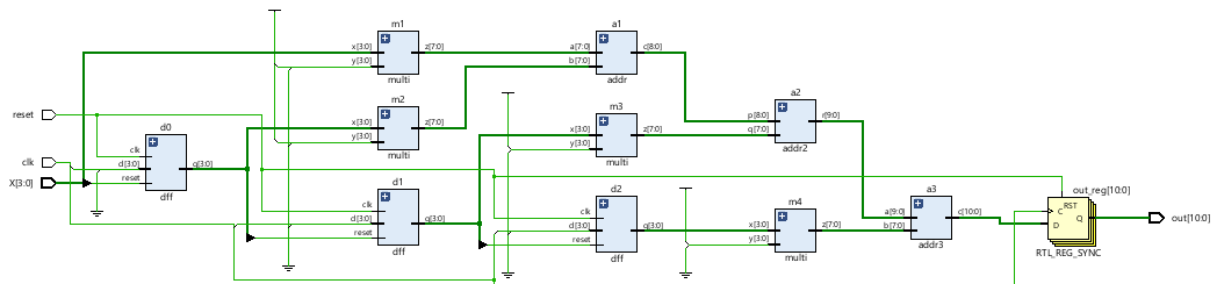 m1
x[3:0]
y[3:0]
z[7:0]
multi
a1
a[7:0]
b[7:0]
c[8:0]
addr
m2
x[3:0]
y[3:0]
z[7:0]
multi
m3
x[3:0]
y[3:0]
z[7:0]
multi
a2
p[8:0]
q[7:0]
r[9:0]
addr2
reset
clk
X[3:0]
d0
clk
d[3:0]
reset
q[3:0]
dff
d1
clk
d[3:0]
reset
q[3:0]
dff
d2
clk
d[3:0]
reset
q[3:0]
dff
m4
x[3:0]
y[3:0]
z[7:0]
multi
a3
a[9:0]
b[7:0]
c[10:0]
addr3
out_reg[10:0]
RST
C
D
Q
RTL_REG_SYNC
out[10:0]